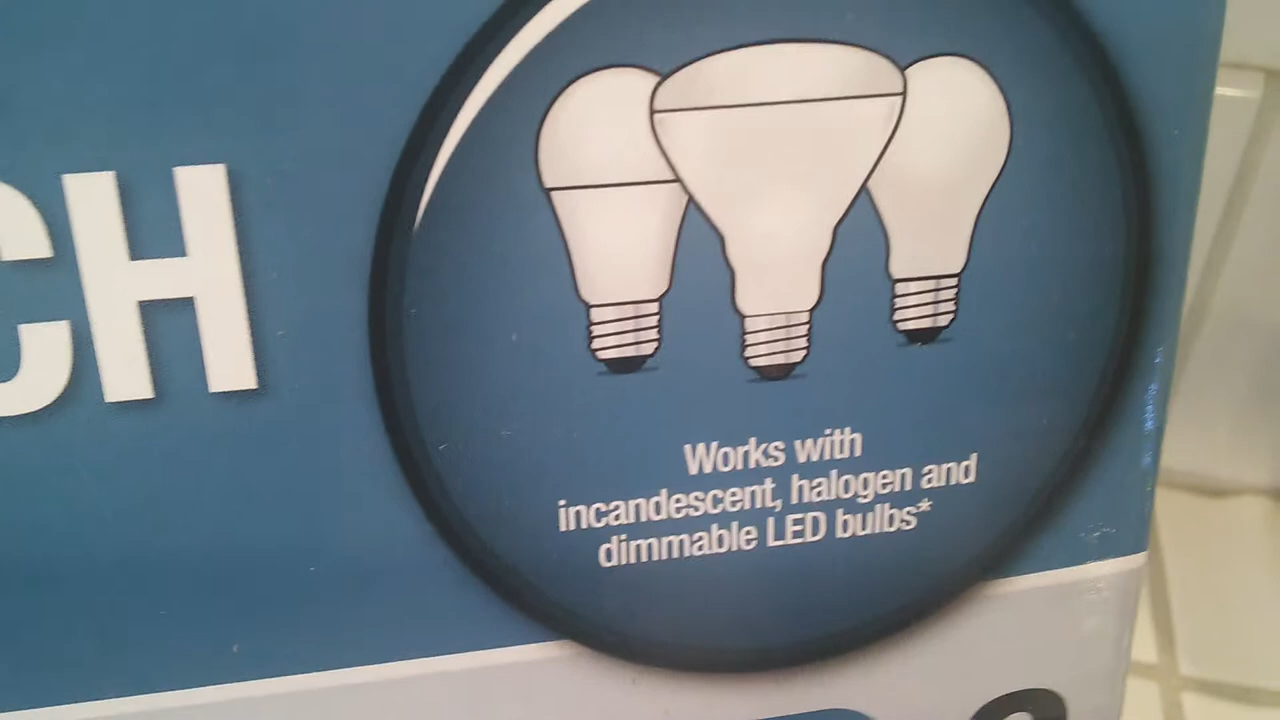 CH
Works with
incandescent, halogen and
dimmable LED bulbs*